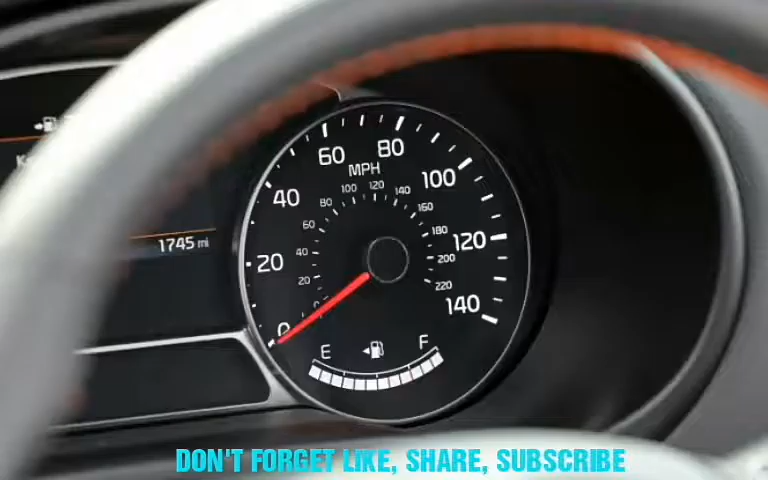 60 80
MPH
40 100
100 120 140
80 160
60 180
120
40 200
20
20 220
0 140
E F
1745 mi
DON'T FORGET LIKE, SHARE, SUBSCRIBE